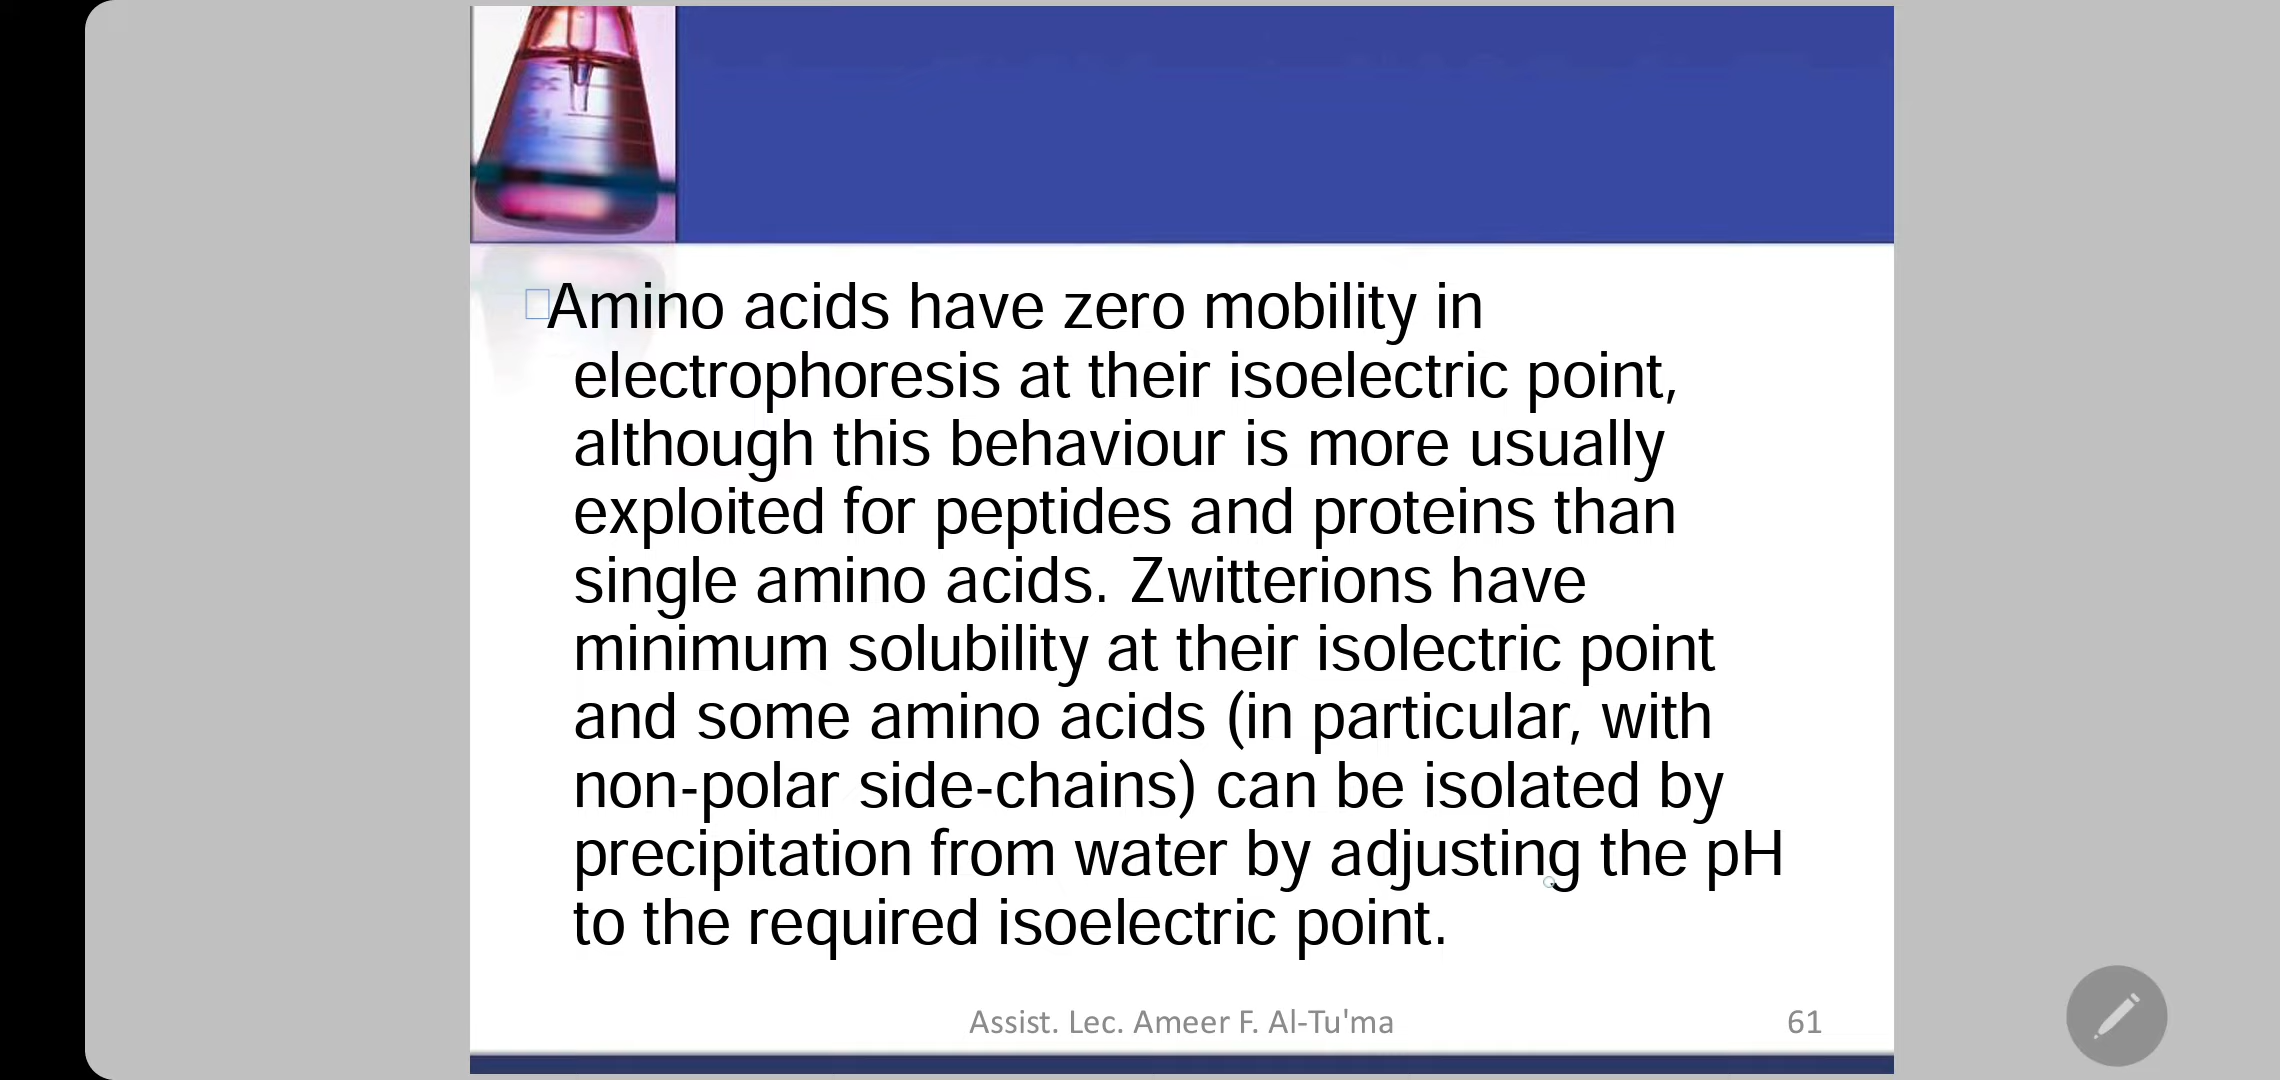 Amino acids have zero mobility in
electrophoresis at their isoelectric point,
although this behaviour is more usually
exploited for peptides and proteins than
single amino acids. Zwitterions have
minimum solubility at their isolectric point
and some amino acids (in particular, with
non-polar side-chains) can be isolated by
precipitation from water by adjusting the pH
to the required isoelectric point.
Assist. Lec. Ameer F. Al-Tu'ma
61